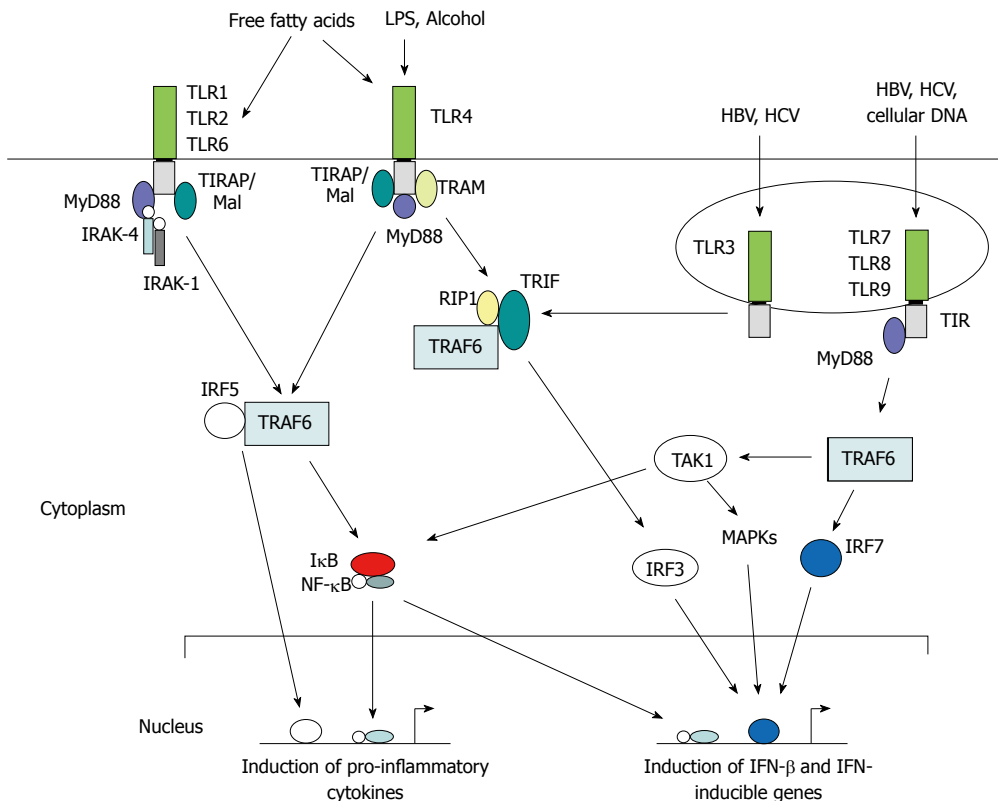 Free fatty acids
LPS, Alcohol
TLR1
TLR2
TLR6
TLR4
HBV, HCV
HBV, HCV,
cellular DNA
TIRAP/
Mal
MyD88
IRAK-4
IRAK-1
TIRAP/
Mal
TRAM
MyD88
TLR3
TLR7
TLR8
TLR9
TIR
MyD88
RIP1
TRIF
TRAF6
IRF5
TRAF6
TAK1
TRAF6
Cytoplasm
MAPKs
IRF7
IκB
NF-κB
IRF3
Nucleus
Induction of pro-inflammatory
cytokines
Induction of IFN-β and IFN-
inducible genes